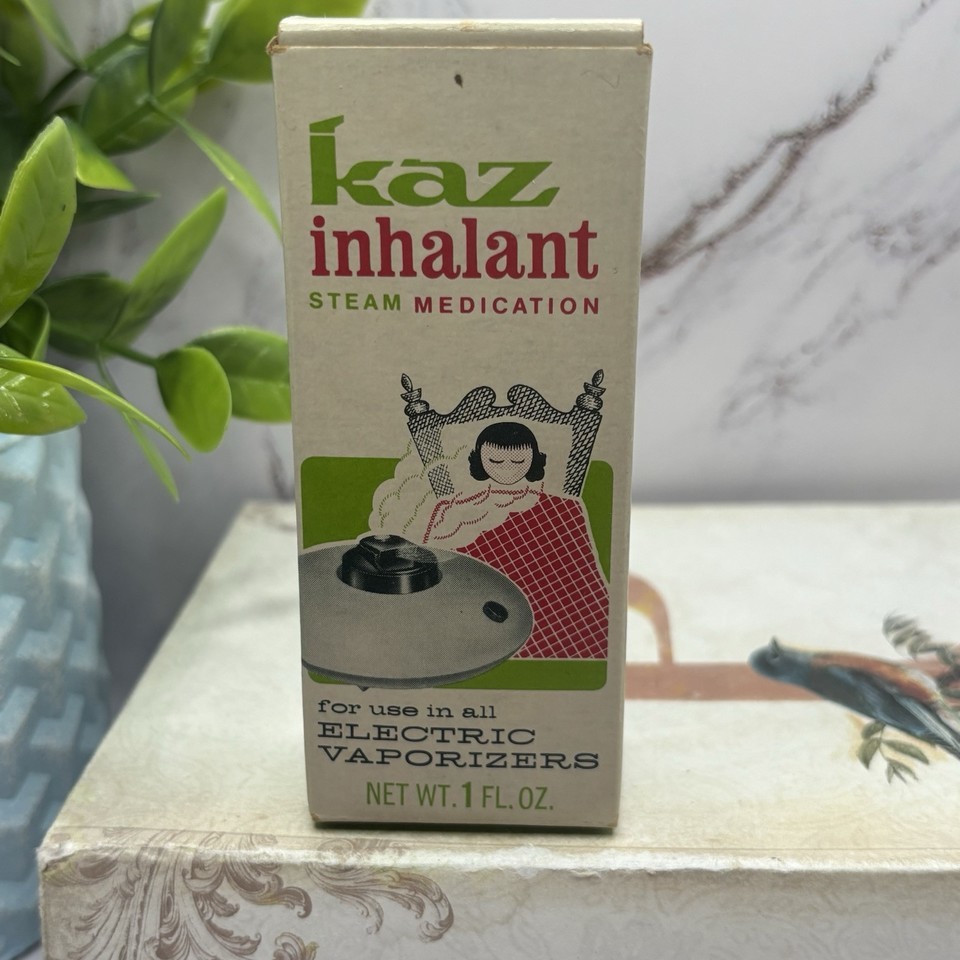 kaz
inhalant
STEAM MEDICATION
for use in all
ELECTRIC
VAPORIZERS
NET WT. 1 FL. OZ.